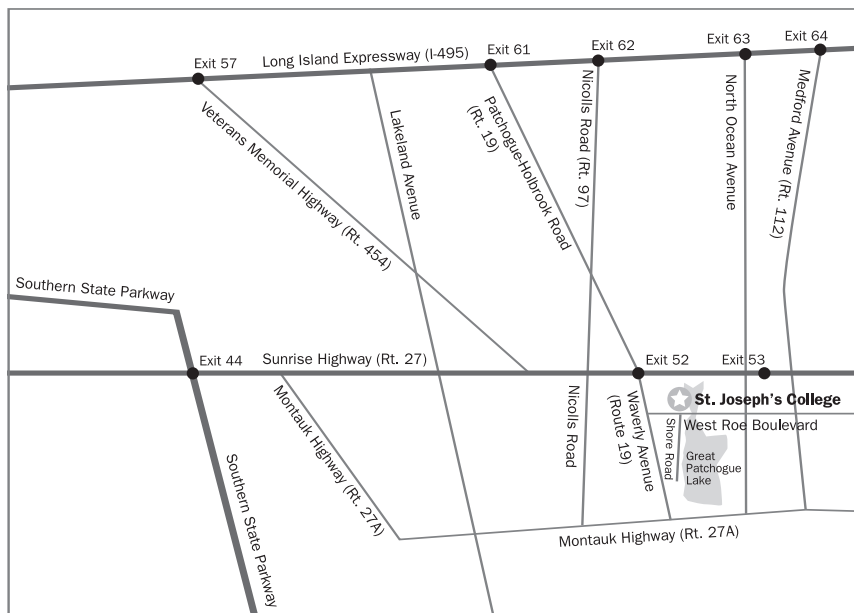 Exit 57
Long Island Expressway (I-495)
Exit 61
Exit 62
Exit 63
Exit 64
Veterans Memorial Highway (Rt. 454)
Lakeland Avenue
Patchogue-Holbrook Road
(Rt. 19)
Nicolls Road (Rt. 97)
North Ocean Avenue
Medford Avenue (Rt. 112)
Southern State Parkway
Exit 44
Sunrise Highway (Rt. 27)
Exit 52
Exit 53
Montauk Highway (Rt. 27A)
Nicolls Road
Waverly Avenue
(Route 19)
St. Joseph's College
West Roe Boulevard
Shore Road
Great
Patchogue
Lake
Southern State Parkway
Montauk Highway (Rt. 27A)